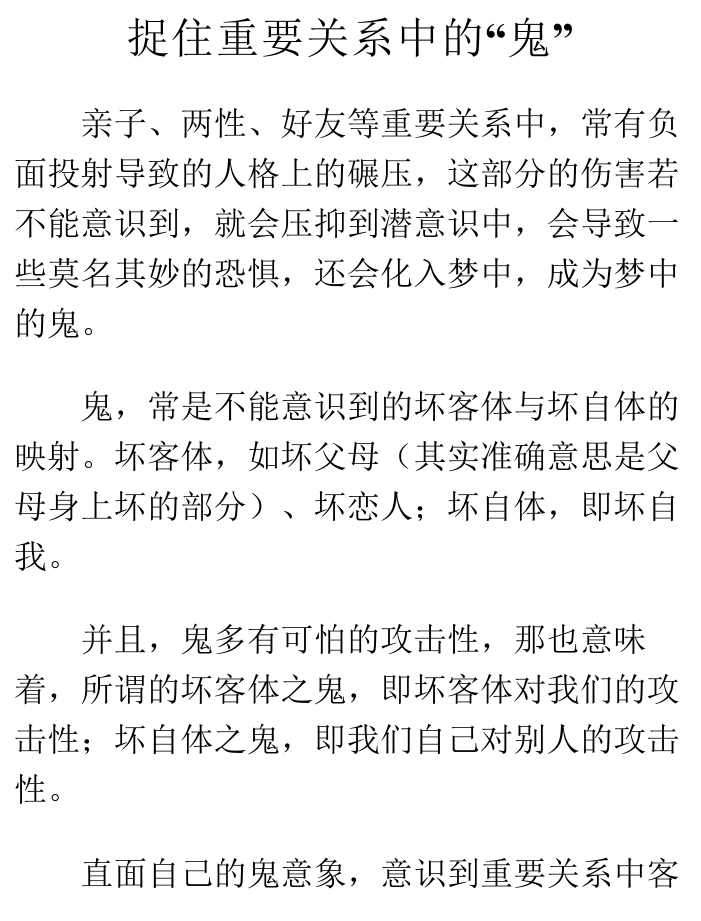 捉住重要关系中的“鬼”
亲子、两性、好友等重要关系中，常有负
面投射导致的人格上的碾压，这部分的伤害若
不能意识到，就会压抑到潜意识中，会导致一
些莫名其妙的恐惧，还会化入梦中，成为梦中
的鬼。
鬼，常是不能意识到的坏客体与坏自体的
映射。坏客体，如坏父母（其实准确意思是父
母身上坏的部分）、坏恋人；坏自体，即坏自
我。
并且，鬼多有可怕的攻击性，那也意味
着，所谓的坏客体之鬼，即坏客体对我们的攻
击性；坏自体之鬼，即我们自己对别人的攻击
性。
直面自己的鬼意象，意识到重要关系中客